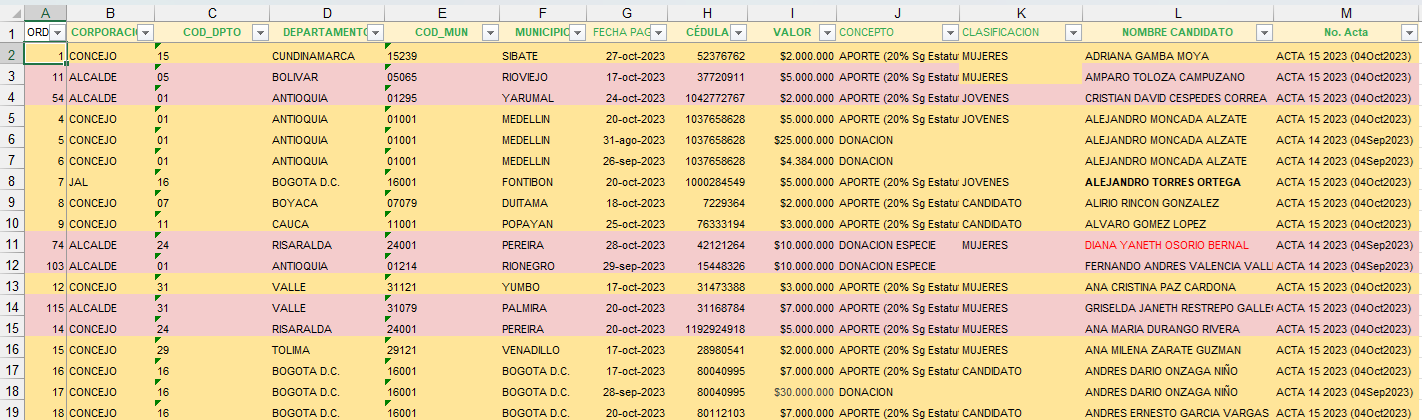 A B C D E F G H I J K L M
1 ORD CORPORACI COD_DPTO DEPARTAMENTO COD_MUN MUNICIPIO FECHA PAG CÉDULA VALOR CONCEPTO CLASIFICACION NOMBRE CANDIDATO No. Acta
2 1 CONCEJO 15 CUNDINAMARCA 15239 SIBATE 27-oct-2023 52376762 $2.000.000 APORTE (20% Sg Estatu MUJERES ADRIANA GAMBA MOYA ACTA 15 2023 (04Oct2023)
3 11 ALCALDE 05 BOLIVAR 05065 RIOVIEJO 17-oct-2023 37720911 $5.000.000 APORTE (20% Sg Estatu MUJERES AMPARO TOLOZA CAMPUZANO ACTA 15 2023 (04Oct2023)
4 54 ALCALDE 01 ANTIOQUIA 01295 YARUMAL 24-oct-2023 1042772767 $2.000.000 APORTE (20% Sg Estatu JOVENES CRISTIAN DAVID CESPEDES CORREA ACTA 15 2023 (04Oct2023)
5 4 CONCEJO 01 ANTIOQUIA 01001 MEDELLIN 20-oct-2023 1037658628 $5.000.000 APORTE (20% Sg Estatu JOVENES ALEJANDRO MONCADA ALZATE ACTA 15 2023 (04Oct2023)
6 5 CONCEJO 01 ANTIOQUIA 01001 MEDELLIN 31-ago-2023 1037658628 $25.000.000 DONACION ALEJANDRO MONCADA ALZATE ACTA 14 2023 (04Sep2023)
7 6 CONCEJO 01 ANTIOQUIA 01001 MEDELLIN 26-sep-2023 1037658628 $4.384.000 DONACION ALEJANDRO MONCADA ALZATE ACTA 14 2023 (04Sep2023)
8 7 JAL 16 BOGOTA D.C. 16001 FONTIBON 20-oct-2023 1000284549 $5.000.000 APORTE (20% Sg Estatu JOVENES ALEJANDRO TORRES ORTEGA ACTA 15 2023 (04Oct2023)
9 8 CONCEJO 07 BOYACA 07079 DUITAMA 18-oct-2023 7229364 $2.000.000 APORTE (20% Sg Estatu CANDIDATO ALIRIO RINCON GONZALEZ ACTA 15 2023 (04Oct2023)
10 9 CONCEJO 11 CAUCA 11001 POPAYAN 25-oct-2023 76333194 $3.000.000 APORTE (20% Sg Estatu CANDIDATO ALVARO GOMEZ LOPEZ ACTA 15 2023 (04Oct2023)
11 74 ALCALDE 24 RISARALDA 24001 PEREIRA 28-oct-2023 42121264 $10.000.000 DONACION ESPECIE MUJERES DIANA YANETH OSORIO BERNAL ACTA 14 2023 (04Sep2023)
12 103 ALCALDE 01 ANTIOQUIA 01214 RIONEGRO 29-sep-2023 15448326 $10.000.000 DONACION ESPECIE FERNANDO ANDRES VALENCIA VALL ACTA 14 2023 (04Sep2023)
13 12 CONCEJO 31 VALLE 31121 YUMBO 17-oct-2023 31473388 $3.000.000 APORTE (20% Sg Estatu MUJERES ANA CRISTINA PAZ CARDONA ACTA 15 2023 (04Oct2023)
14 115 ALCALDE 31 VALLE 31079 PALMIRA 20-oct-2023 31168784 $7.000.000 APORTE (20% Sg Estatu MUJERES GRISELDA JANETH RESTREPO GALLE ACTA 15 2023 (04Oct2023)
15 14 CONCEJO 24 RISARALDA 24001 PEREIRA 20-oct-2023 1192924918 $5.000.000 APORTE (20% Sg Estatu MUJERES ANA MARIA DURANGO RIVERA ACTA 15 2023 (04Oct2023)
16 15 CONCEJO 29 TOLIMA 29121 VENADILLO 17-oct-2023 28980541 $2.000.000 APORTE (20% Sg Estatu MUJERES ANA MILENA ZARATE GUZMAN ACTA 15 2023 (04Oct2023)
17 16 CONCEJO 16 BOGOTA D.C. 16001 BOGOTA D.C. 17-oct-2023 80040995 $7.000.000 APORTE (20% Sg Estatu CANDIDATO ANDRES DARIO ONZAGA NIÑO ACTA 15 2023 (04Oct2023)
18 17 CONCEJO 16 BOGOTA D.C. 16001 BOGOTA D.C. 28-sep-2023 80040995 $30.000.000 DONACION ANDRES DARIO ONZAGA NIÑO ACTA 14 2023 (04Sep2023)
19 18 CONCEJO 16 BOGOTA D.C. 16001 BOGOTA D.C. 20-oct-2023 80112103 $7.000.000 APORTE (20% Sg Estatu CANDIDATO ANDRES ERNESTO GARCIA VARGAS ACTA 15 2023 (04Oct2023)